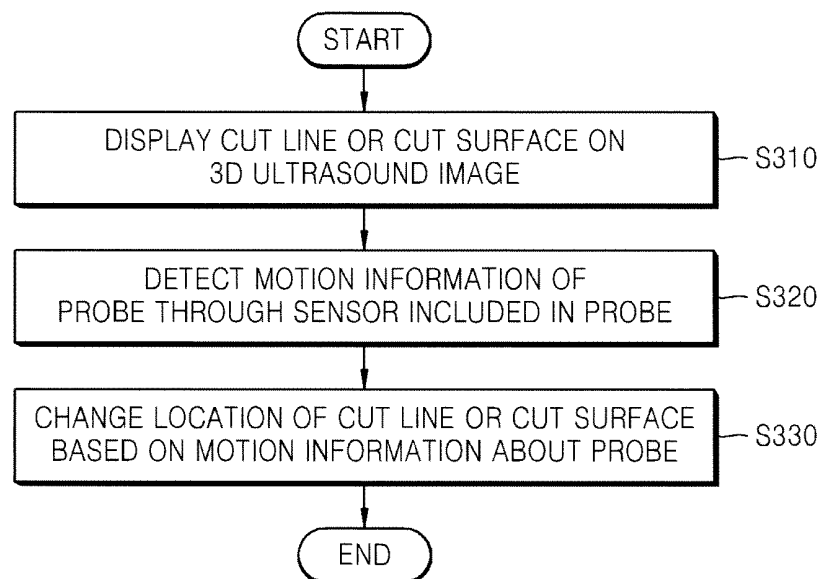 START
DISPLAY CUT LINE OR CUT SURFACE ON
3D ULTRASOUND IMAGE
S310
DETECT MOTION INFORMATION OF
PROBE THROUGH SENSOR INCLUDED IN PROBE
S320
CHANGE LOCATION OF CUT LINE OR CUT SURFACE
BASED ON MOTION INFORMATION ABOUT PROBE
S330
END